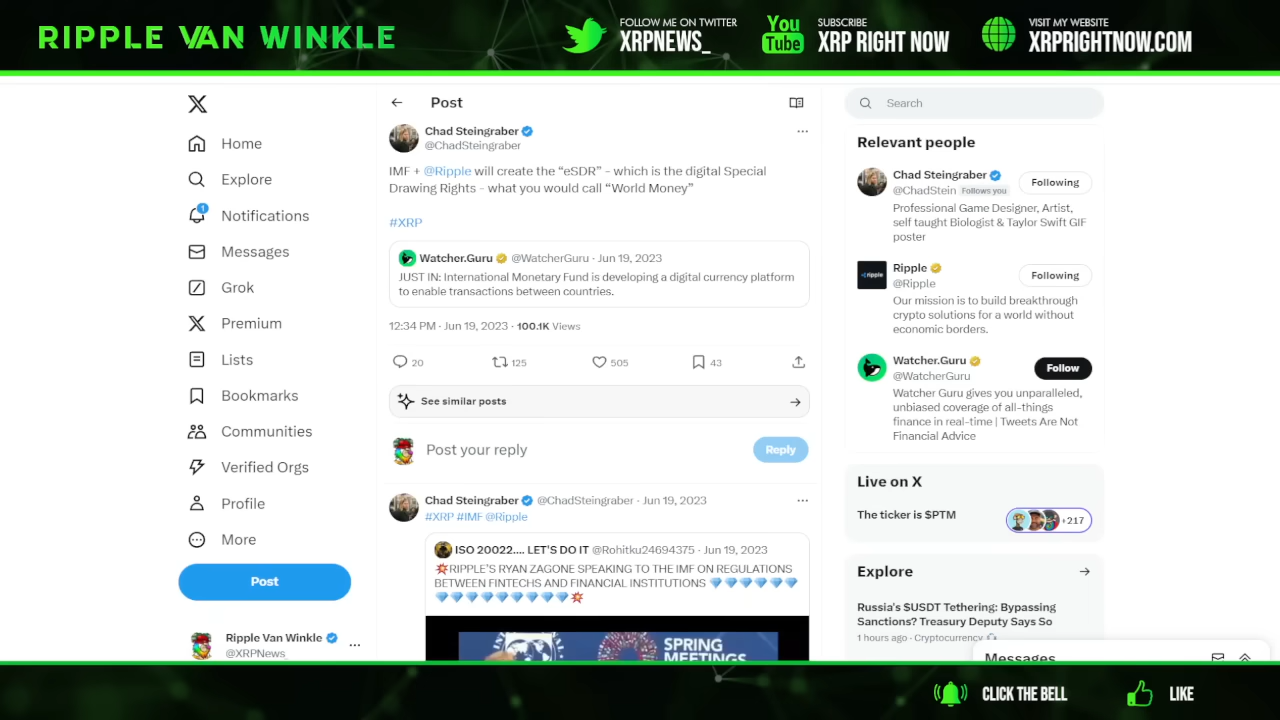 RIPPLE VAN WINKLE
FOLLOW ME ON TWITTER
XRPNEWS_
You
Tube
SUBSCRIBE
XRP RIGHT NOW
VISIT MY WEBSITE
XRPRIGHTNOW.COM
Home
Explore
1
Notifications
Messages
Grok
Premium
Lists
Bookmarks
Communities
Verified Orgs
Profile
More
Post
Ripple Van Winkle
@XRPNews_
Post
Chad Steingraber
@ChadSteingraber
IMF + @Ripple will create the “eSDR” - which is the digital Special
Drawing Rights - what you would call “World Money”
#XRP
Watcher.Guru @WatcherGuru · Jun 19, 2023
JUST IN: International Monetary Fund is developing a digital currency platform
to enable transactions between countries.
12:34 PM · Jun 19, 2023 · 100.1K Views
20 125 505 43
See similar posts
Post your reply
Reply
Chad Steingraber @ChadSteingraber · Jun 19, 2023
#XRP #IMF @Ripple
ISO 20022.... LET'S DO IT @Rohitku24694375 · Jun 19, 2023
💥RIPPLE'S RYAN ZAGONE SPEAKING TO THE IMF ON REGULATIONS
BETWEEN FINTECHS AND FINANCIAL INSTITUTIONS 💎💎💎💎💎💎
💎💎💎💎💎💎💎💎💎💥
SPRING
MEETINGS
Search
Relevant people
Chad Steingraber
@ChadStein Follows you
Following
Professional Game Designer, Artist,
self taught Biologist & Taylor Swift GIF
poster
ripple
Ripple
@Ripple
Following
Our mission is to build breakthrough
crypto solutions for a world without
economic borders.
Watcher.Guru
@WatcherGuru
Follow
Watcher Guru gives you unparalleled,
unbiased coverage of all-things
finance in real-time | Tweets Are Not
Financial Advice
Live on X
The ticker is $PTM
+217
Explore
Russia's $USDT Tethering: Bypassing
Sanctions? Treasury Deputy Says So
1 hours ago · Cryptocurrency
Messages
CLICK THE BELL
LIKE